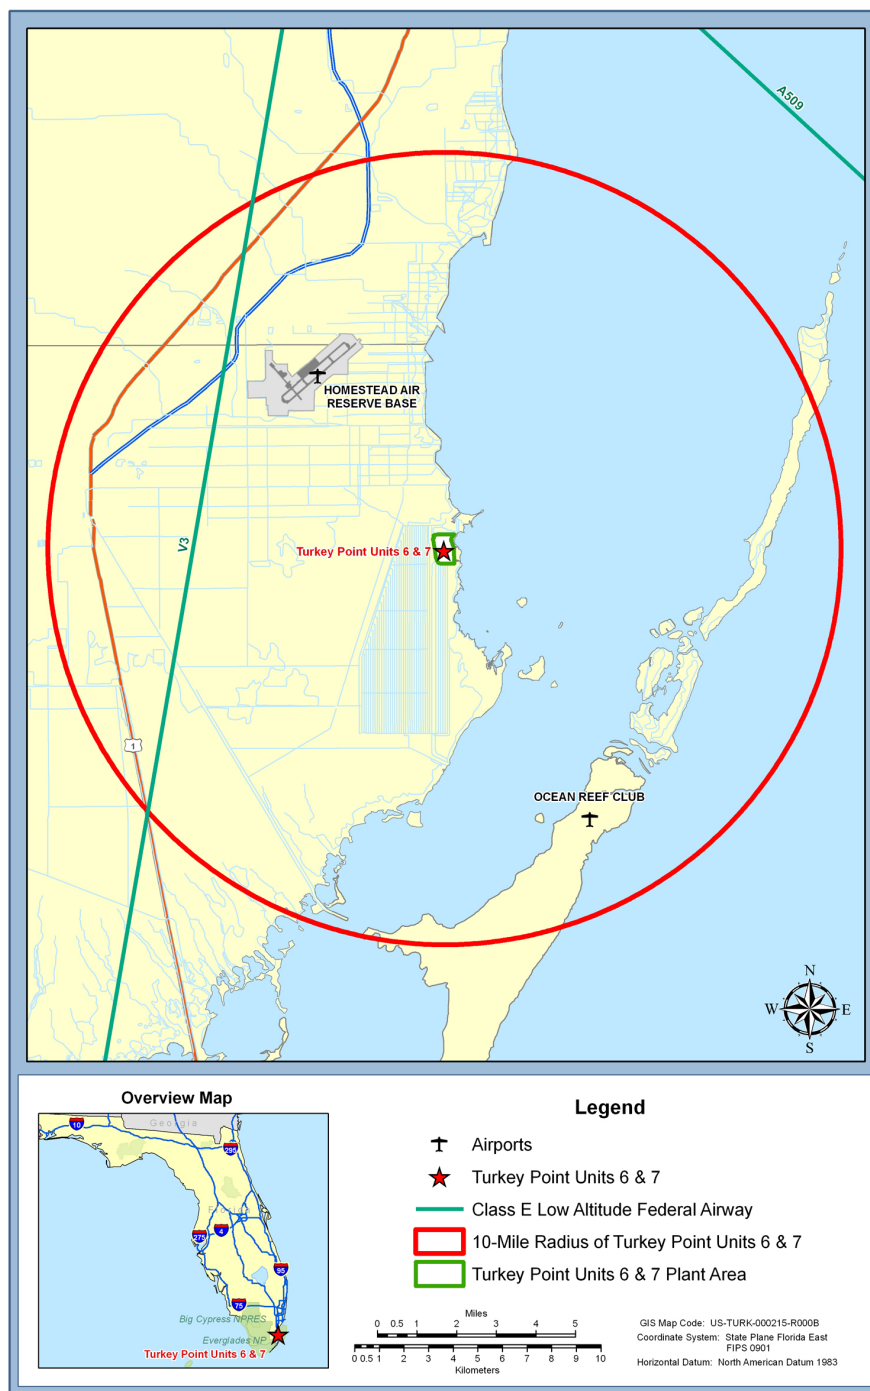 A509
HOMESTEAD AIR
RESERVE BASE
V3
Turkey Point Units 6 & 7
1
OCEAN REEF CLUB
N
W
E
S
Overview Map
Georgia
10
295
Florida
4
275
95
75
Big Cypress NPRES
Everglades NP
Turkey Point Units 6 & 7
Legend
Airports
Turkey Point Units 6 & 7
Class E Low Altitude Federal Airway
10-Mile Radius of Turkey Point Units 6 & 7
Turkey Point Units 6 & 7 Plant Area
Miles
0 0.5 1 2 3 4 5
0 0.5 1 2 3 4 5 6 7 8 9 10
Kilometers
GIS Map Code: US-TURK-000215-R000B
Coordinate System: State Plane Florida East
FIPS 0901
Horizontal Datum: North American Datum 1983